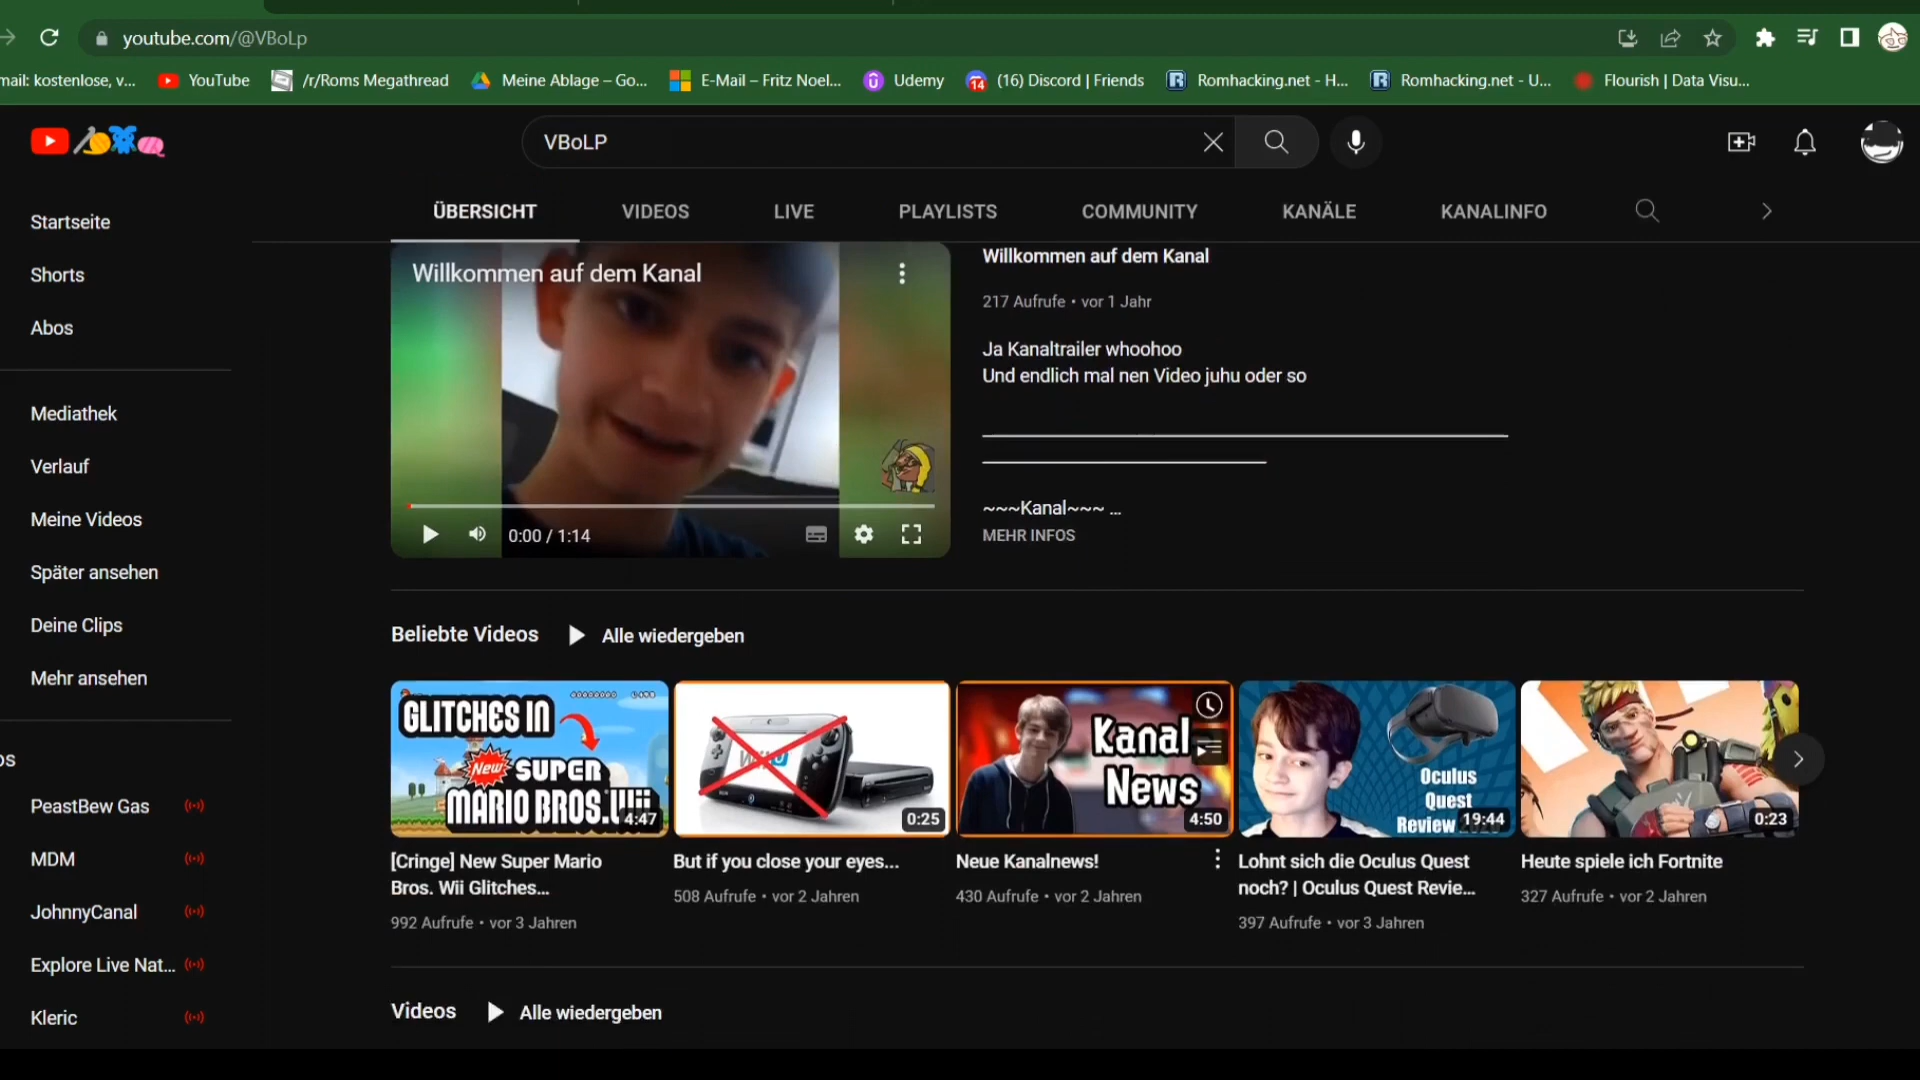 youtube.com/@VBoLp
mail: kostenlose, v...
YouTube
/r/Roms Megathread
Meine Ablage – Go...
E-Mail – Fritz Noel...
Udemy
14
(16) Discord | Friends
Romhacking.net - H...
Romhacking.net - U...
Flourish | Data Visu...
VBoLP
ÜBERSICHT
VIDEOS
LIVE
PLAYLISTS
COMMUNITY
KANÄLE
KANALINFO
Startseite
Shorts
Abos
Mediathek
Verlauf
Meine Videos
Später ansehen
Deine Clips
Mehr ansehen
os
PeastBew Gas
MDM
JohnnyCanal
Explore Live Nat...
Kleric
Willkommen auf dem Kanal
0:00 / 1:14
Willkommen auf dem Kanal
217 Aufrufe • vor 1 Jahr
Ja Kanaltrailer whoohoo
Und endlich mal nen Video juhu oder so
~~~Kanal~~~ ...
MEHR INFOS
Beliebte Videos
Alle wiedergeben
GLITCHES IN
New SUPER
MARIO BROS. Wii
4:47
[Cringe] New Super Mario
Bros. Wii Glitches...
992 Aufrufe • vor 3 Jahren
0:25
But if you close your eyes...
508 Aufrufe • vor 2 Jahren
Kanal
News
4:50
Neue Kanalnews!
430 Aufrufe • vor 2 Jahren
Oculus
Quest
Review
19:44
Lohnt sich die Oculus Quest
noch? | Oculus Quest Revie...
397 Aufrufe • vor 3 Jahren
0:23
Heute spiele ich Fortnite
327 Aufrufe • vor 2 Jahren
Videos
Alle wiedergeben